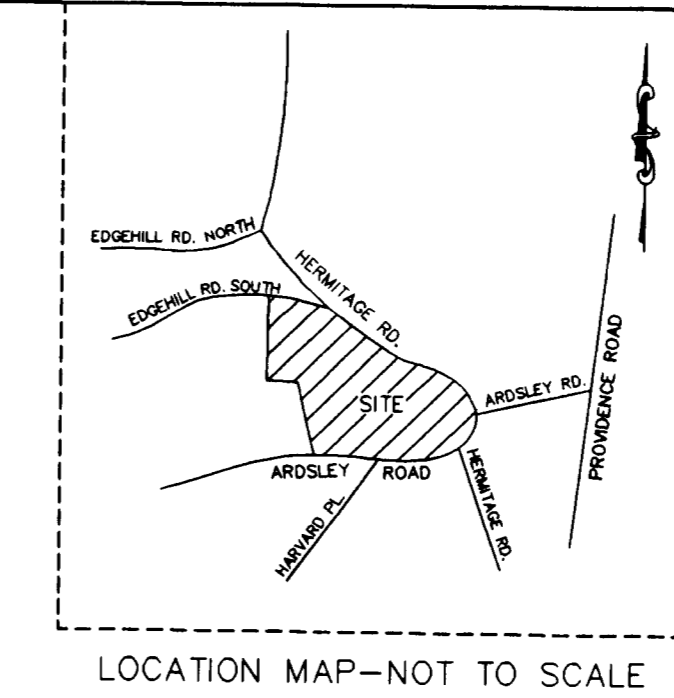 EDGEHILL RD. NORTH
HERMITAGE RD.
EDGEHILL RD. SOUTH
PROVIDENCE ROAD
ARDSLEY RD.
SITE
ARDSLEY ROAD
HERMITAGE RD.
HARVARD PL.
LOCATION MAP-NOT TO SCALE